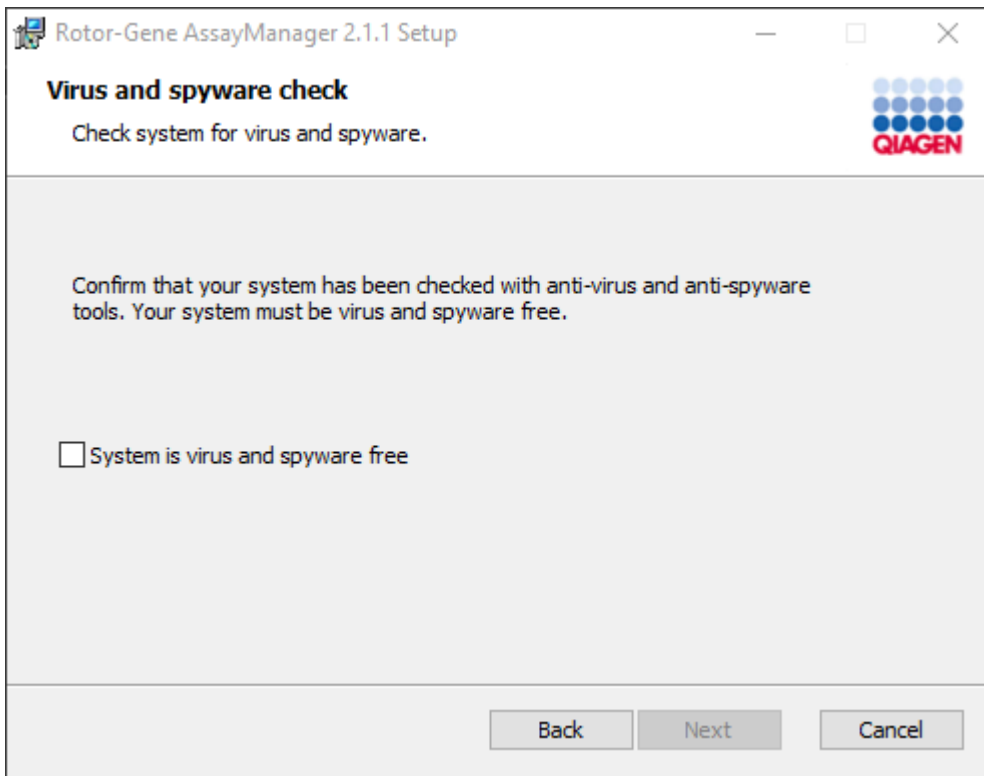 Rotor-Gene AssayManager 2.1.1 Setup
Virus and spyware check
Check system for virus and spyware.
QIAGEN
Confirm that your system has been checked with anti-virus and anti-spyware
tools. Your system must be virus and spyware free.
System is virus and spyware free
Back
Next
Cancel